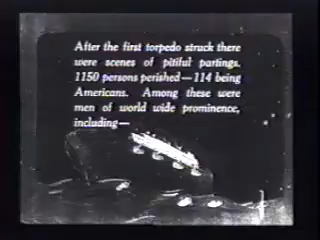 After the first torpedo struck there
were scenes of pitiful partings.
1150 persons perished—114 being
Americans. Among these were
men of world wide prominence,
including—